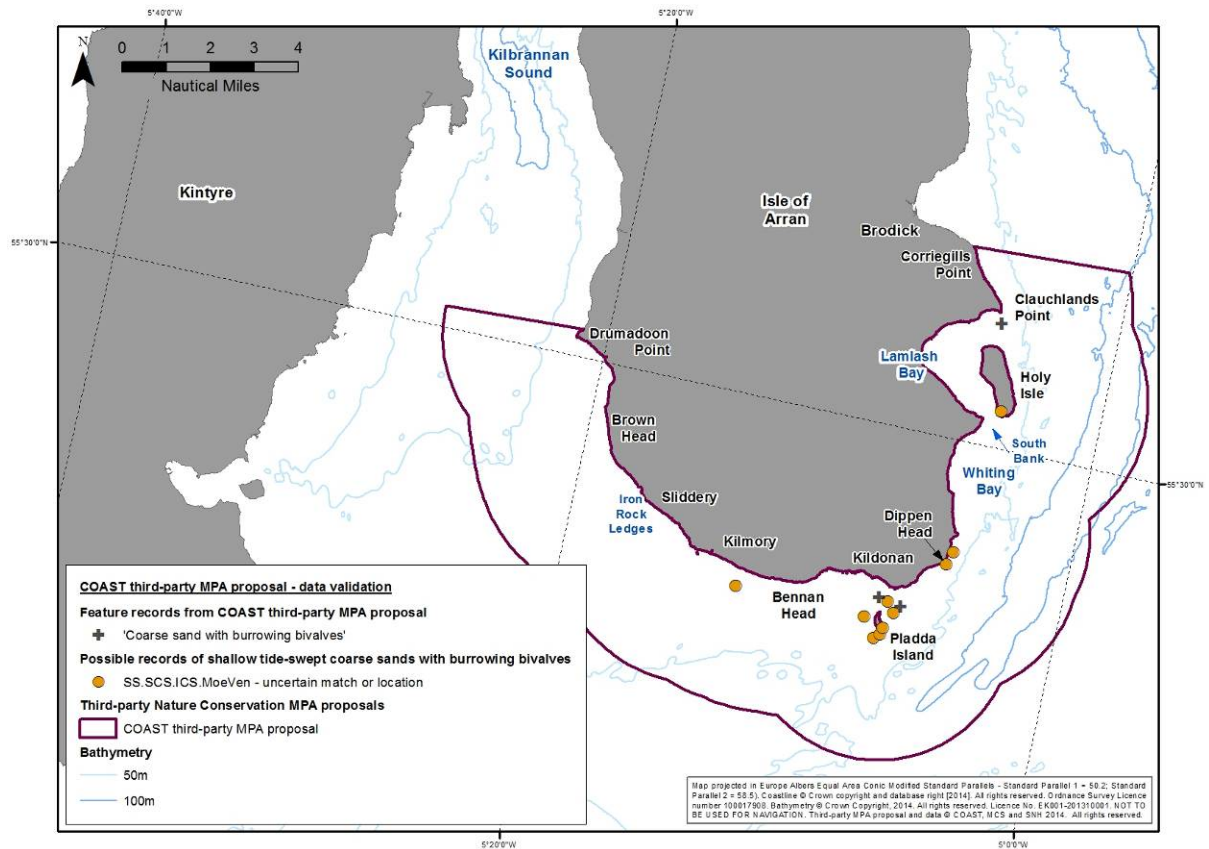 5°40'0"W
5°20'0"W
N
0 1 2 3 4
Nautical Miles
Kilbrannan
Sound
Kintyre
Isle of
Arran
Brodick
Corriegills
Point
55°30'0"N
Clauchlands
Point
Drumadoon
Point
Lamlash
Bay
Holy
Isle
Brown
Head
South
Bank
Whiting
Bay
55°30'0"N
Iron
Rock
Ledges
Sliddery
Dippen
Head
Kilmory
Kildonan
Bennan
Head
Pladda
Island
COAST third-party MPA proposal - data validation
Feature records from COAST third-party MPA proposal
'Coarse sand with burrowing bivalves'
Possible records of shallow tide-swept coarse sands with burrowing bivalves
SS.SCS.ICS.MoeVen - uncertain match or location
Third-party Nature Conservation MPA proposals
COAST third-party MPA proposal
Bathymetry
50m
100m
Map projected in Europe Albers Equal Area Conic Modified Standard Parallels - Standard Parallel 1 = 50.2; Standard
Parallel 2 = 58.5). Coastline © Crown copyright and database right [2014]. All rights reserved. Ordnance Survey Licence
number 100017908. Bathymetry © Crown Copyright, 2014. All rights reserved. Licence No. EK001-201310001. NOT TO
BE USED FOR NAVIGATION. Third-party MPA proposal and data © COAST, MCS and SNH 2014. All rights reserved.
5°20'0"W
5°0'0"W